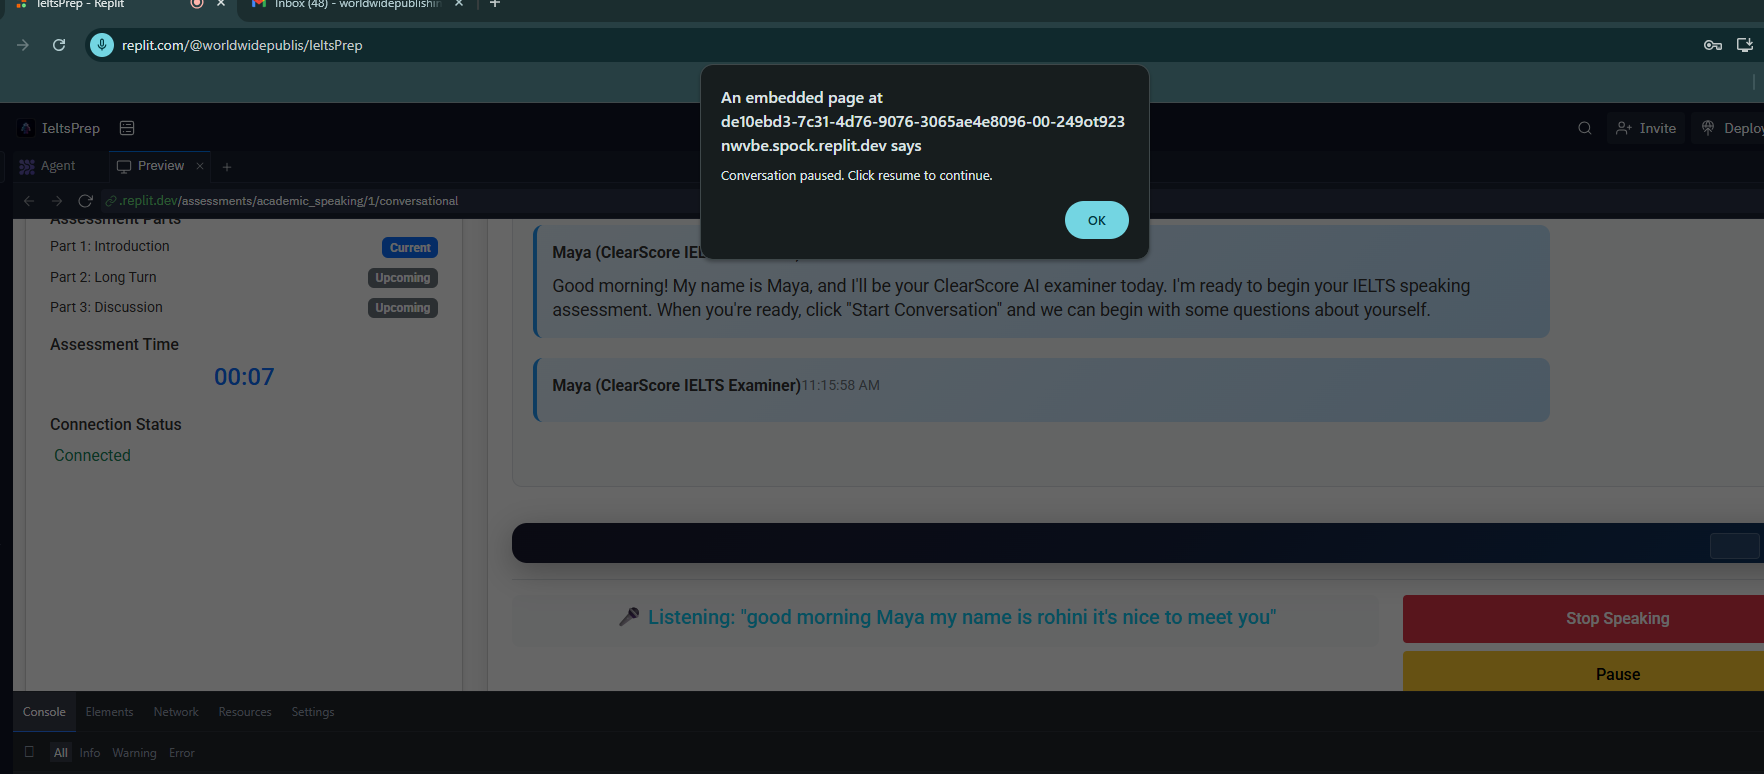 IeltsPrep - Replit
Inbox (48) - worldwidepublishin
replit.com/@worldwidepublis/IeltsPrep
An embedded page at
de10ebd3-7c31-4d76-9076-3065ae4e8096-00-249ot923
nwvbe.spock.replit.dev says
Conversation paused. Click resume to continue.
OK
IeltsPrep
Invite
Deploy
Agent
Preview
.replit.dev/assessments/academic_speaking/1/conversational
Assessment Parts
Part 1: Introduction
Current
Part 2: Long Turn
Upcoming
Part 3: Discussion
Upcoming
Assessment Time
00:07
Connection Status
Connected
Maya (ClearScore IEL
Good morning! My name is Maya, and I'll be your ClearScore AI examiner today. I'm ready to begin your IELTS speaking
assessment. When you're ready, click "Start Conversation" and we can begin with some questions about yourself.
Maya (ClearScore IELTS Examiner)11:15:58 AM
Listening: "good morning Maya my name is rohini it's nice to meet you"
Stop Speaking
Pause
Console Elements Network Resources Settings
All Info Warning Error